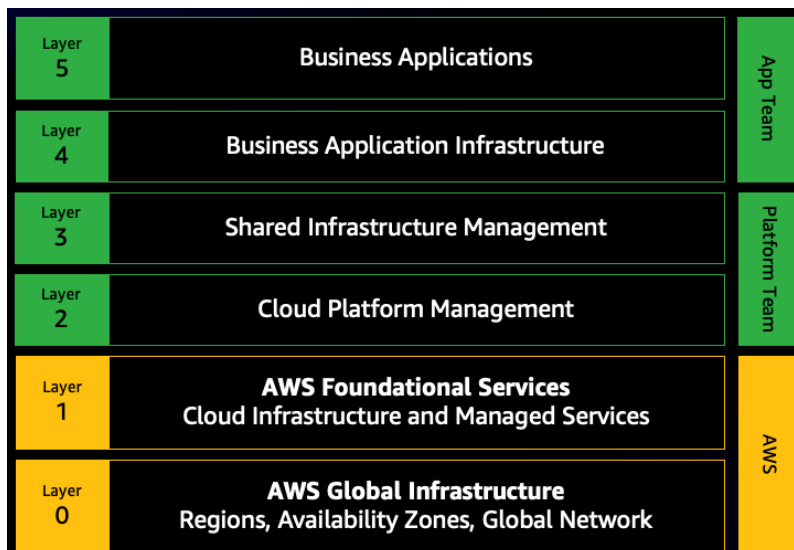 Layer
5
Business Applications
App Team
Layer
4
Business Application Infrastructure
Layer
3
Shared Infrastructure Management
Platform Team
Layer
2
Cloud Platform Management
Layer
1
AWS Foundational Services
Cloud Infrastructure and Managed Services
AWS
Layer
0
AWS Global Infrastructure
Regions, Availability Zones, Global Network